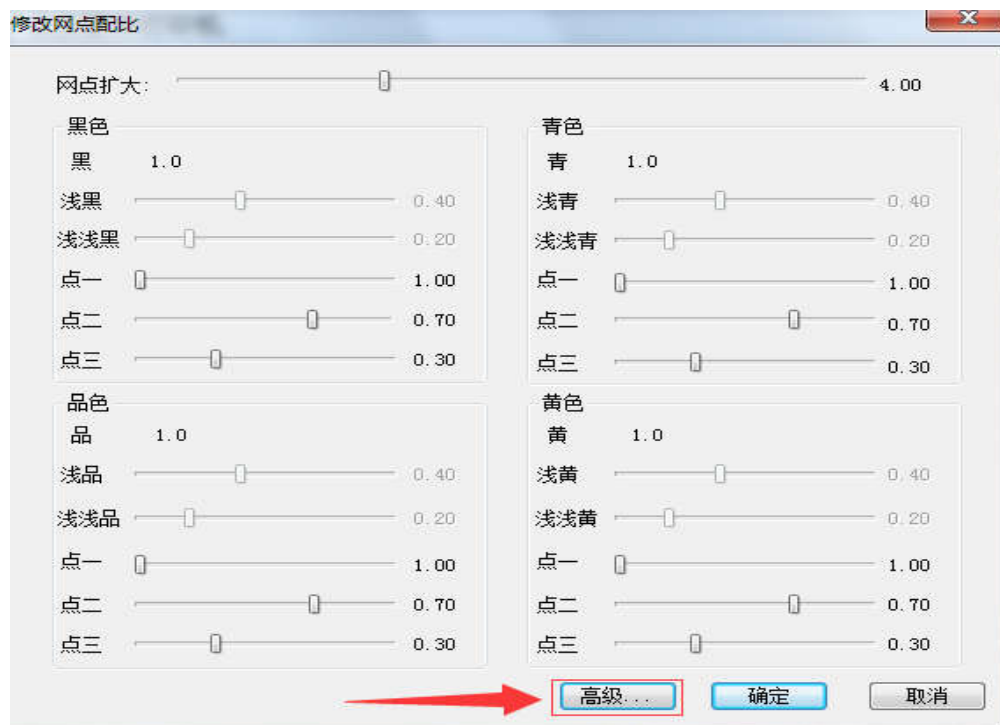 修改网点配比
网点扩大: 4.00
黑色
黑 1.0
浅黑 0.40
浅浅黑 0.20
点一 1.00
点二 0.70
点三 0.30
青色
青 1.0
浅青 0.40
浅浅青 0.20
点一 1.00
点二 0.70
点三 0.30
品色
品 1.0
浅品 0.40
浅浅品 0.20
点一 1.00
点二 0.70
点三 0.30
黄色
黄 1.0
浅黄 0.40
浅浅黄 0.20
点一 1.00
点二 0.70
点三 0.30
高级... 确定 取消